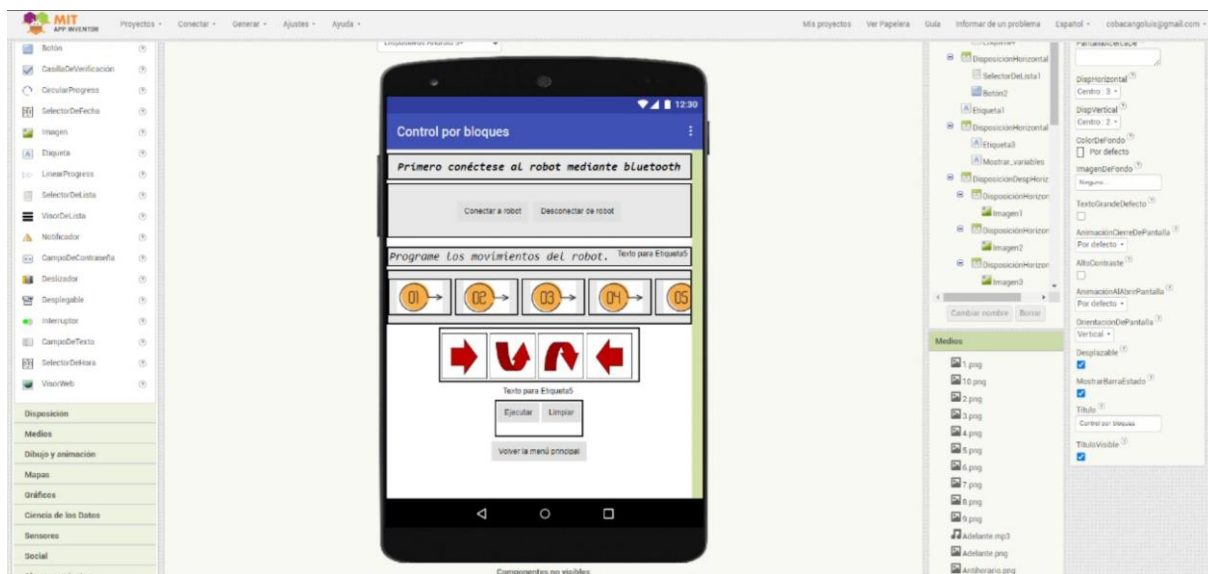 MIT
APP INVENTOR
Proyectos
Conectar
Generar
Ajustes
Ayuda
Mis proyectos
Ver Papelera
Guia
Informar de un problema
Español
cobacangoluis@gmail.com
Botón
CasillaDeVerificación
CircularProgress
SelectorDeFecha
Imagen
Etiqueta
LinearProgress
SelectorDeLista
VisorDeLista
Notificador
CampoDeContraseña
Deslizador
Desplegable
Interruptor
CampoDeTexto
SelectorDeHora
VisorWeb
Disposición
Medios
Dibujo y animación
Mapas
Gráficos
Ciencia de los Datos
Sensores
Social
12:30
Control por bloques
Primero conéctese al robot mediante bluetooth
Conectar a robot
Desconectar de robot
Programe los movimientos del robot.
Texto para Etiqueta5
01
02
03
04
05
Texto para Etiqueta5
Ejecutar
Limpiar
Volver la menú principal
Componentes no visibles
DisposiciónHorizontal
SelectorDeLista1
Botón2
Etiqueta1
DisposiciónHorizontal
Etiqueta3
Mostrar_variables
DisposiciónDespHoriz
DisposiciónHorizor
Imagen1
DisposiciónHorizor
Imagen2
DisposiciónHorizor
Imagen3
Cambiar nombre
Borrar
Medios
1.png
10.png
2.png
3.png
4.png
5.png
6.png
7.png
8.png
9.png
Adelante.mp3
Adelante.png
Antihorario.png
DispHorizontal
Centro : 3
DispVertical
Centro : 2
ColorDeFondo
Por defecto
ImagenDeFondo
Ninguno...
TextoGrandeDefecto
AnimaciónCierreDePantalla
Por defecto
AltoContraste
AnimaciónAlAbrirPantalla
Por defecto
OrientaciónDePantalla
Vertical
Desplazable
MostrarBarraEstado
Título
Control por bloques
TítuloVisible